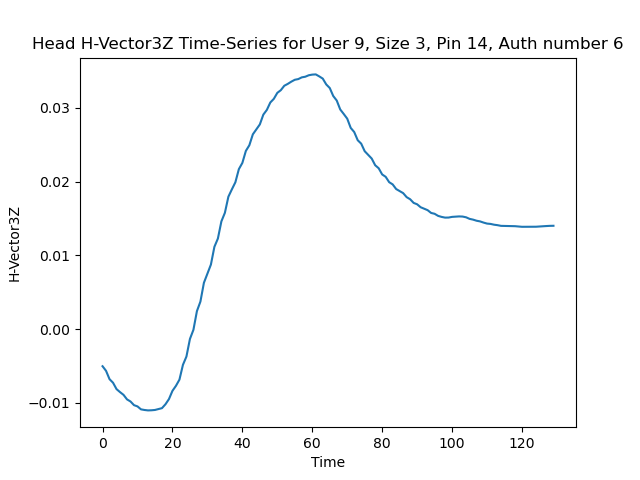 Head H-Vector3Z Time-Series for User 9, Size 3, Pin 14, Auth number 6
H-Vector3Z
0.03
0.02
0.01
0.00
−0.01
0 20 40 60 80 100 120
Time